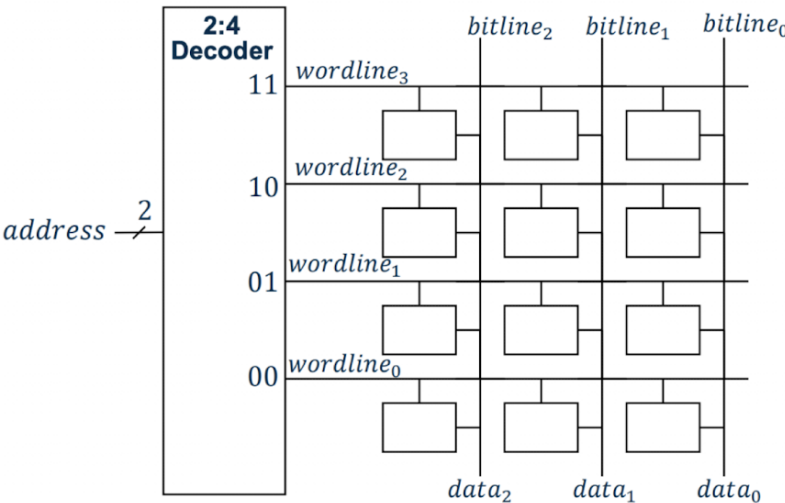 2:4
Decoder
bitline₂ bitline₁ bitline₀
11 wordline₃
10 wordline₂
address 2
01 wordline₁
00 wordline₀
data₂ data₁ data₀